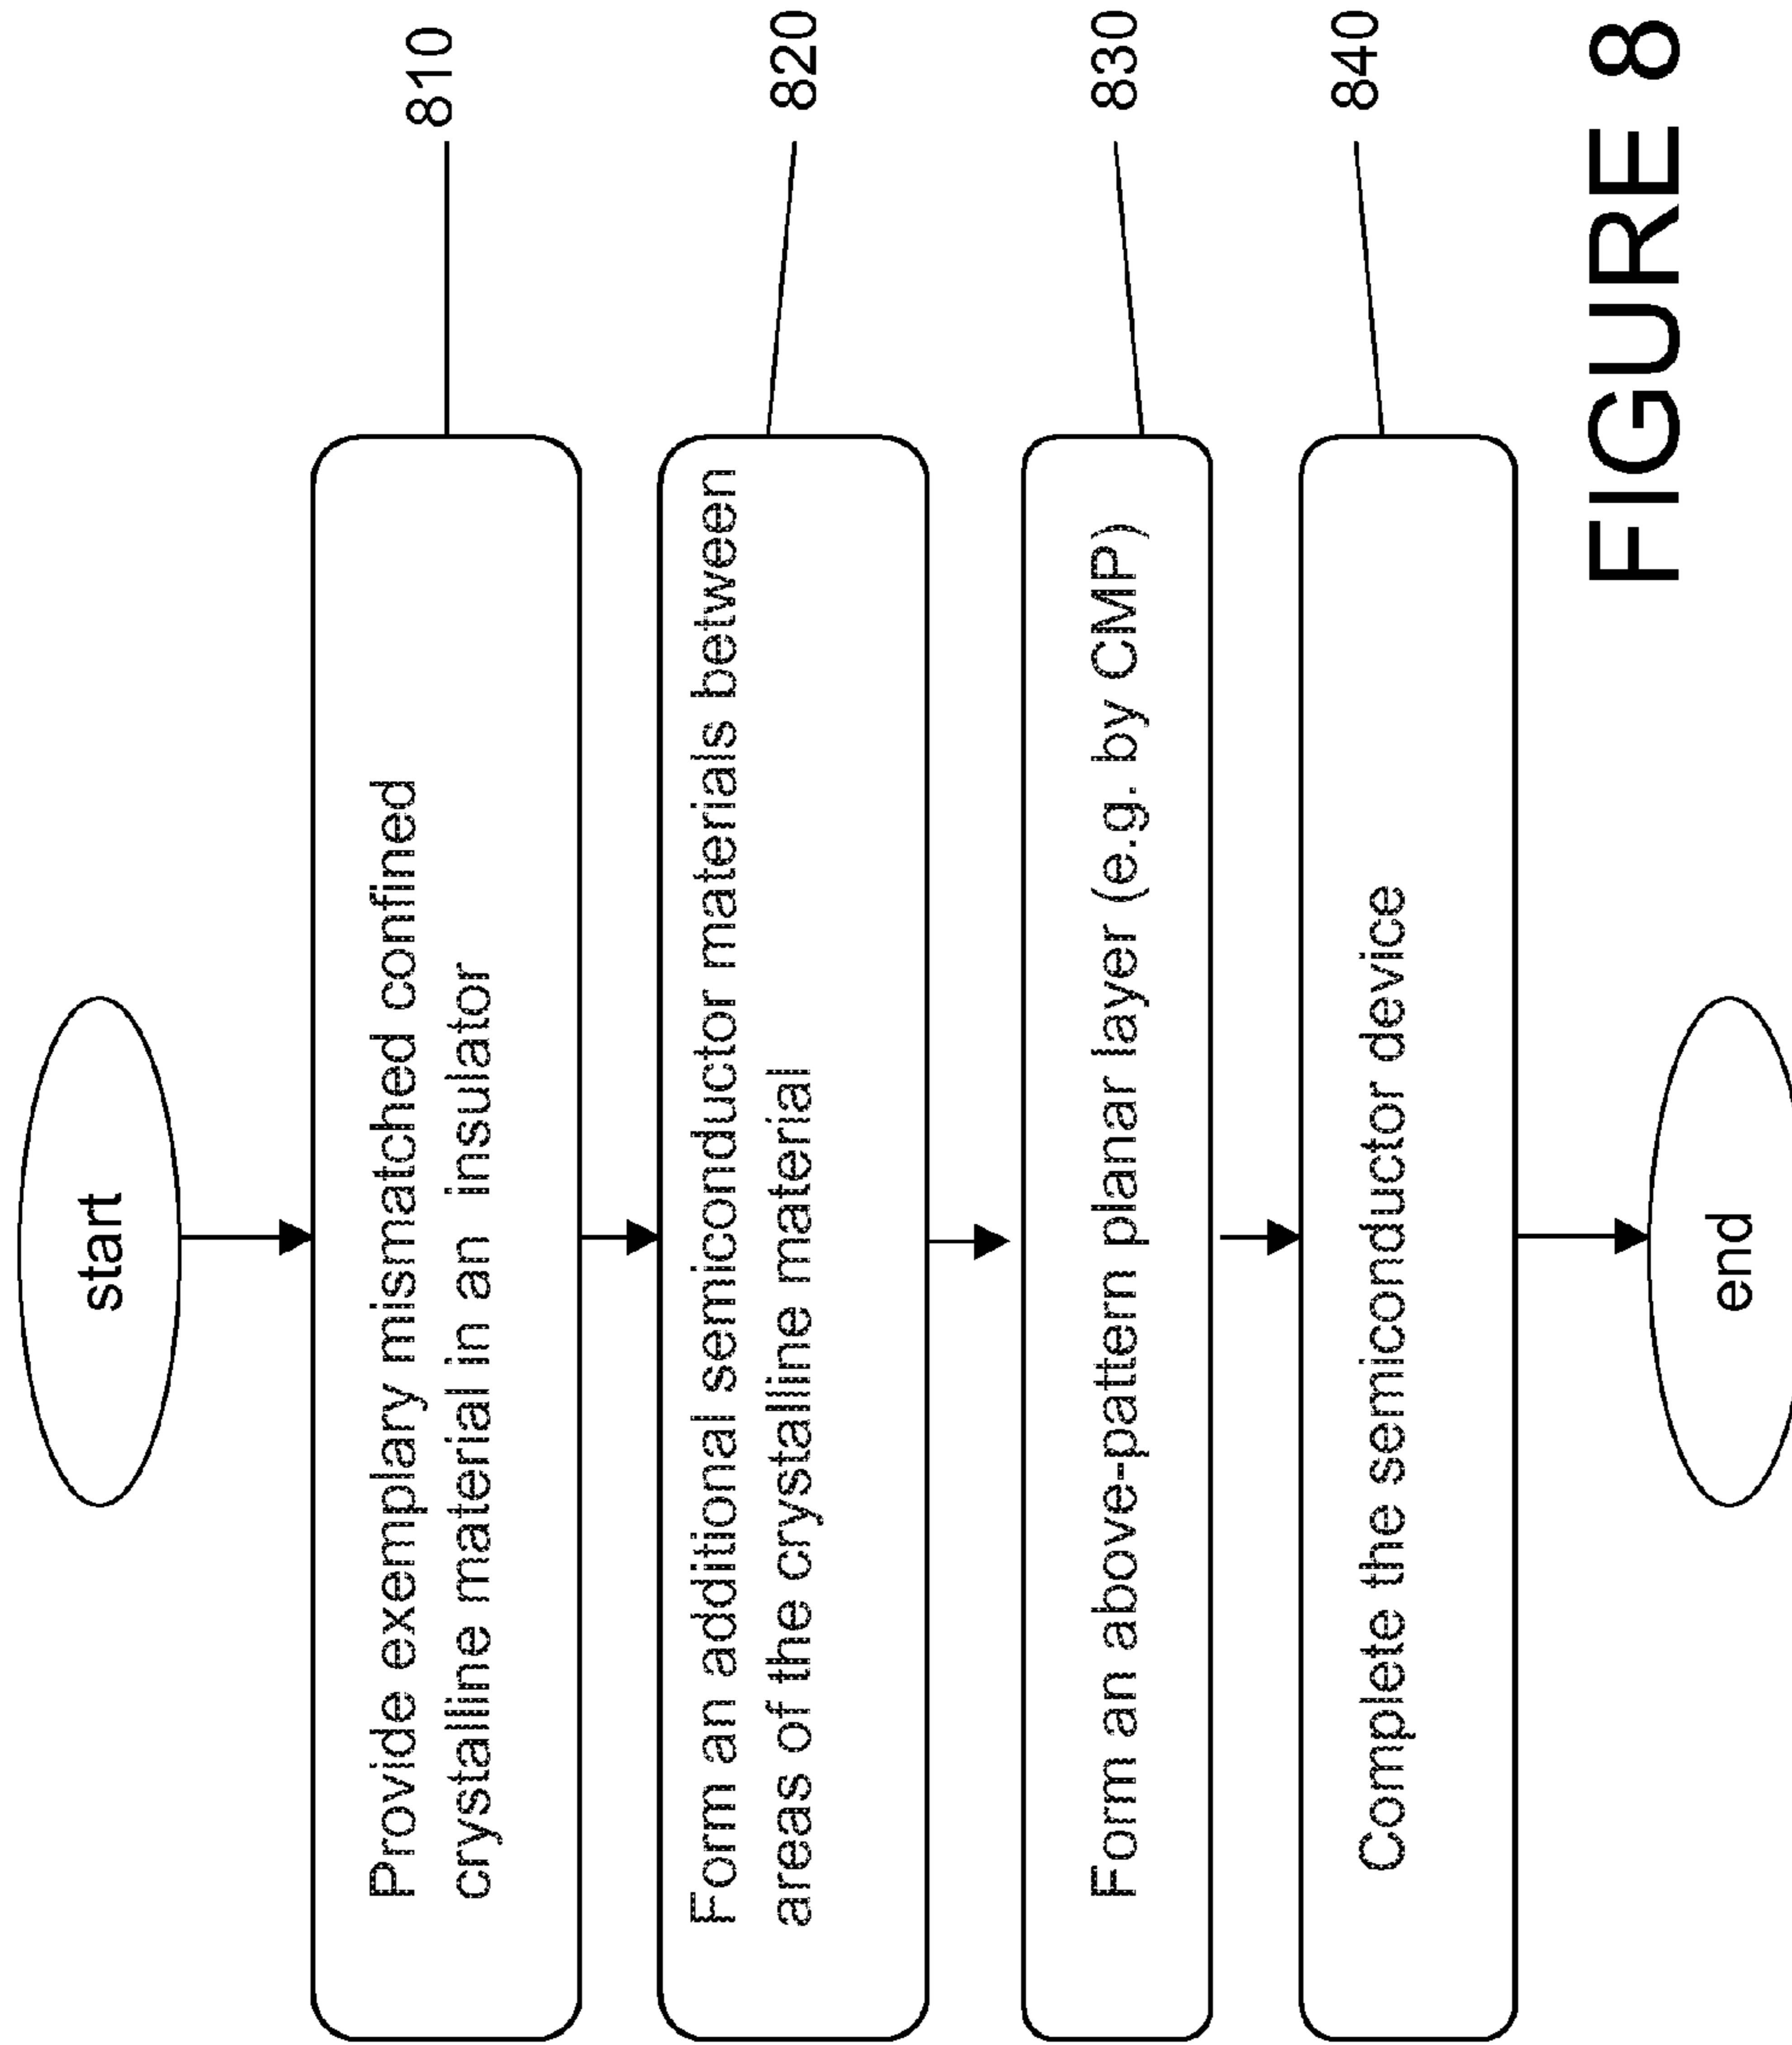 start
Provide exemplary mismatched confined
crystalline material in an insulator
810
Form an additional semiconductor materials between
areas of the crystalline material
820
Form an above-pattern planar layer (e.g. by CMP)
830
Complete the semiconductor device
840
end
FIGURE 8